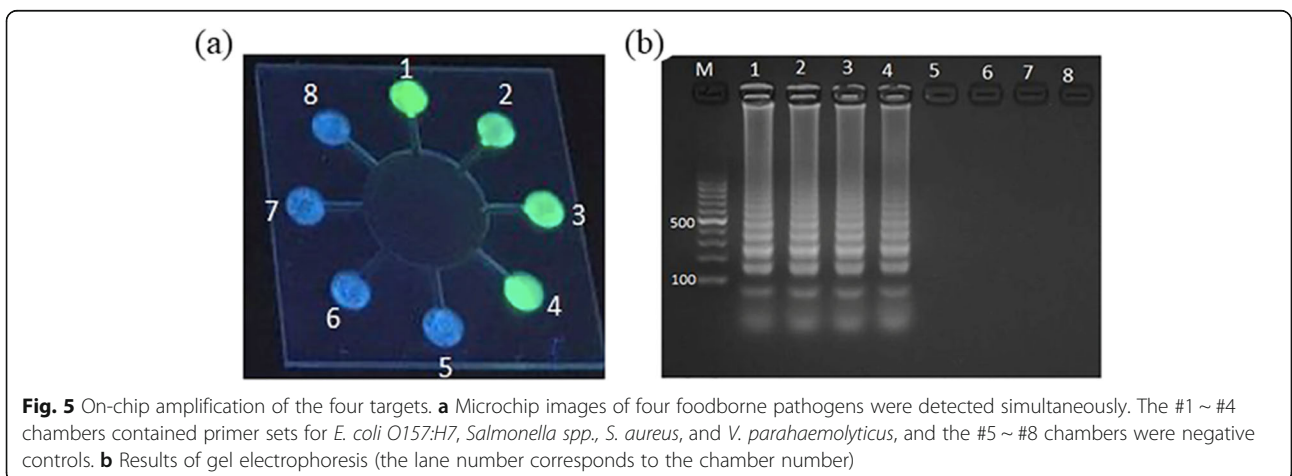 (a)
(b)
1
2
3
4
5
6
7
8
M 1 2 3 4 5 6 7 8
500
100
Fig. 5 On-chip amplification of the four targets. a Microchip images of four foodborne pathogens were detected simultaneously. The #1 ~ #4
chambers contained primer sets for E. coli O157:H7, Salmonella spp., S. aureus, and V. parahaemolyticus, and the #5 ~ #8 chambers were negative
controls. b Results of gel electrophoresis (the lane number corresponds to the chamber number)